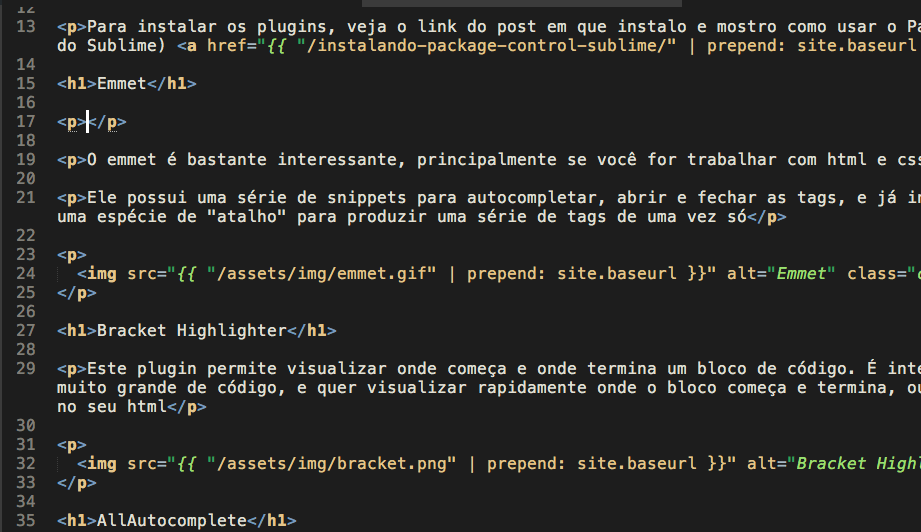 12
13 <p>Para instalar os plugins, veja o link do post em que instalo e mostro como usar o
do Sublime) <a href="{{ "/instalando-package-control-sublime/" | prepend: site.baseurl
14
15 <h1>Emmet</h1>
16
17 <p></p>
18
19 <p>O emmet é bastante interessante, principalmente se você for trabalhar com html e
20
21 <p>Ele possui uma série de snippets para autocompletar, abrir e fechar as tags, e já
uma espécie de "atalho" para produzir uma série de tags de uma vez só</p>
22
23 <p>
24 <img src="{{ "/assets/img/emmet.gif" | prepend: site.baseurl }}" alt="Emmet" class="
25 </p>
26
27 <h1>Bracket Highlighter</h1>
28
29 <p>Este plugin permite visualizar onde começa e onde termina um bloco de código. É
muito grande de código, e quer visualizar rapidamente onde o bloco começa e termina,
no seu html</p>
30
31 <p>
32 <img src="{{ "/assets/img/bracket.png" | prepend: site.baseurl }}" alt="Bracket
33 </p>
34
35 <h1>AllAutocomplete</h1>